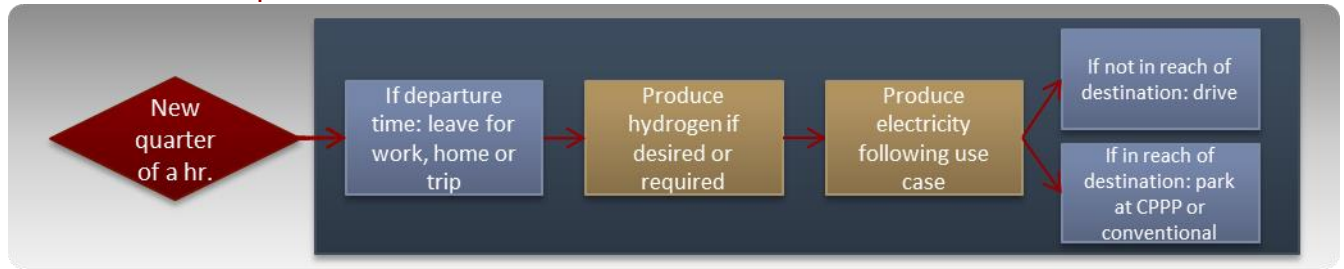 New
quarter
of a hr.
If departure
time: leave for
work, home or
trip
Produce
hydrogen if
desired or
required
Produce
electricity
following use
case
If not in reach of
destination: drive
If in reach of
destination: park
at CPPP or
conventional